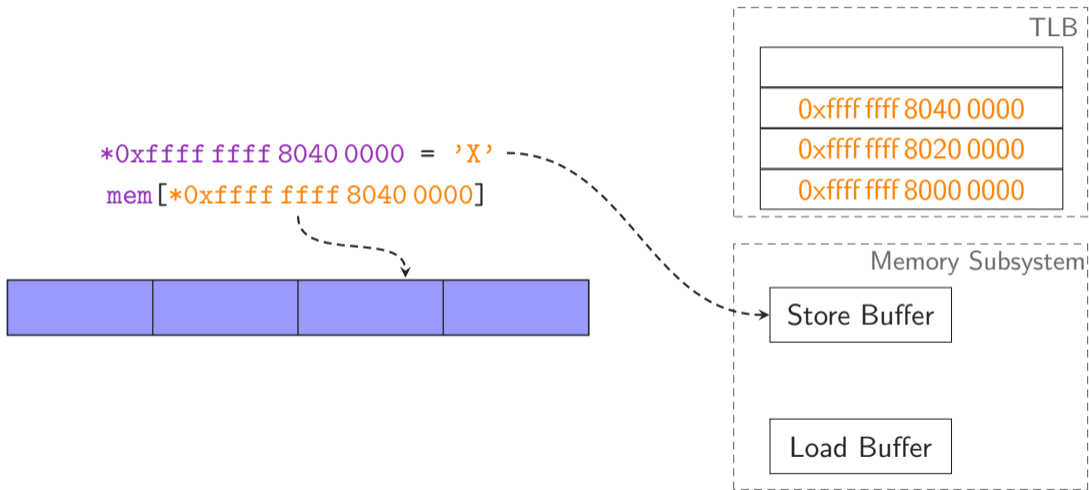 TLB
0xffff ffff 8040 0000
0xffff ffff 8020 0000
0xffff ffff 8000 0000
*0xffff ffff 8040 0000 = 'X'
mem[*0xffff ffff 8040 0000]
Memory Subsystem
Store Buffer
Load Buffer